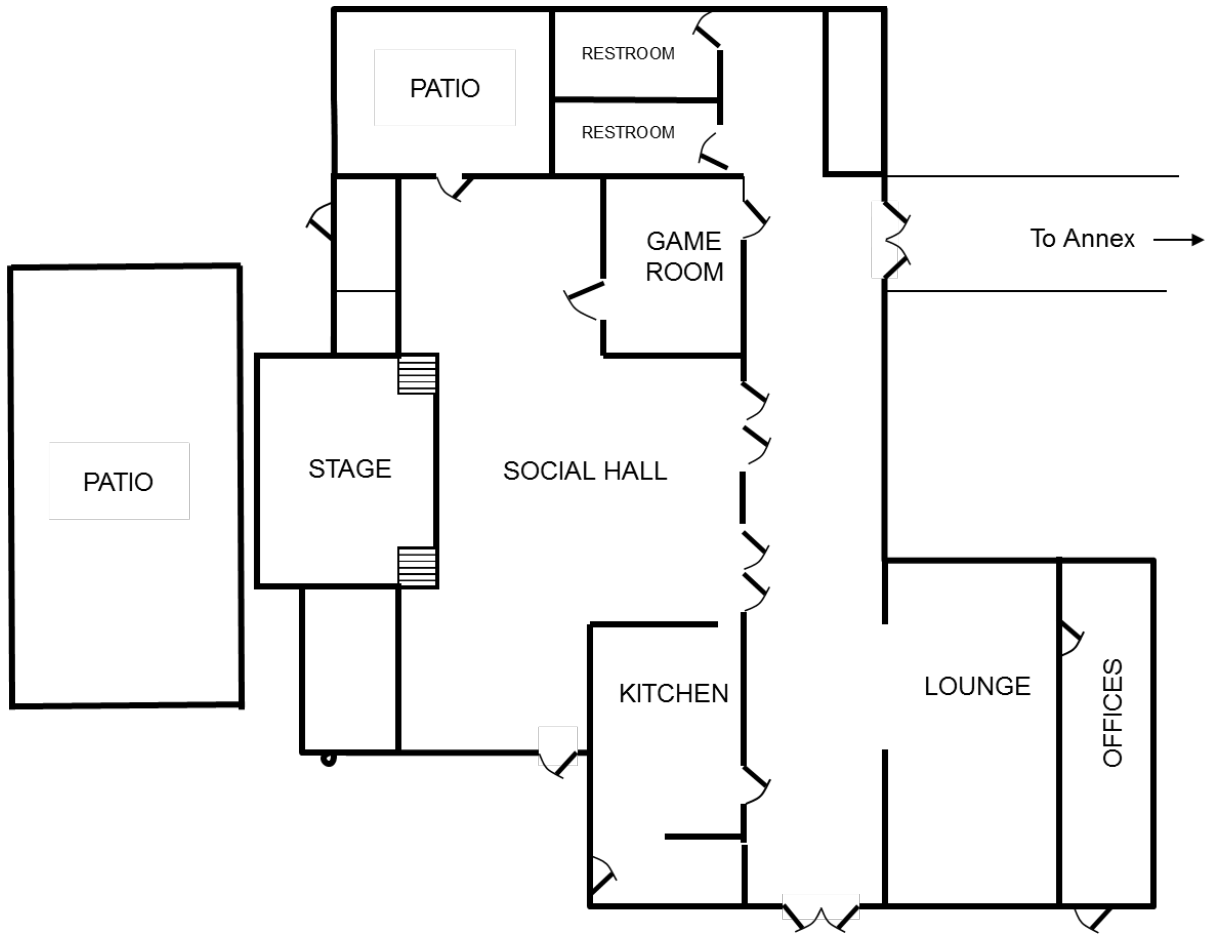 RESTROOM
PATIO
RESTROOM
GAME
ROOM
To Annex
STAGE
SOCIAL HALL
PATIO
KITCHEN
LOUNGE
OFFICES